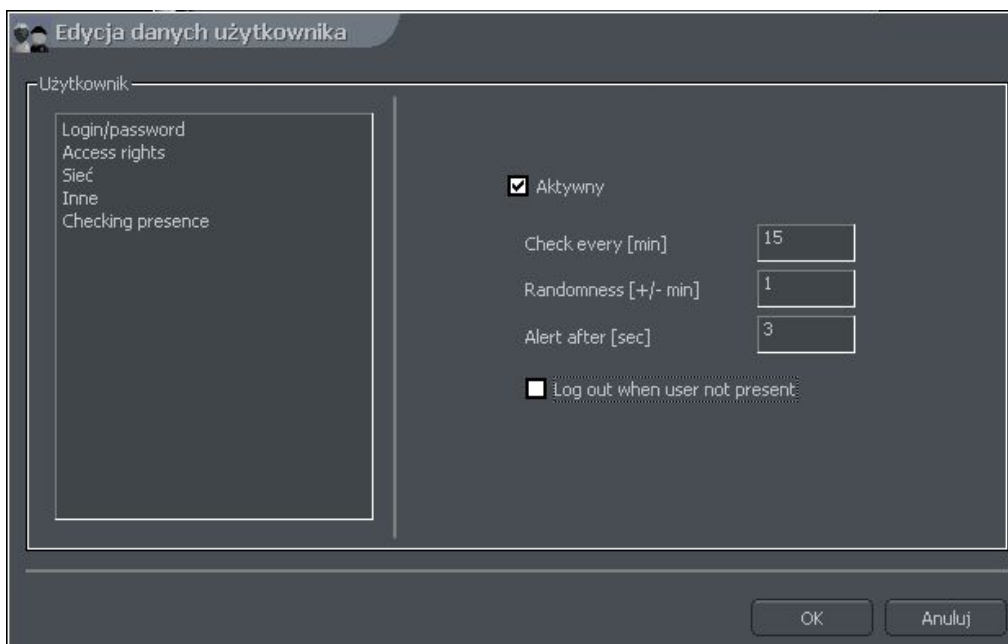 Edycja danych użytkownika
Użytkownik
Login/password
Access rights
Sieć
Inne
Checking presence
Aktywny
Check every [min]
15
Randomness [+/- min]
1
Alert after [sec]
3
Log out when user not present
OK
Anuluj